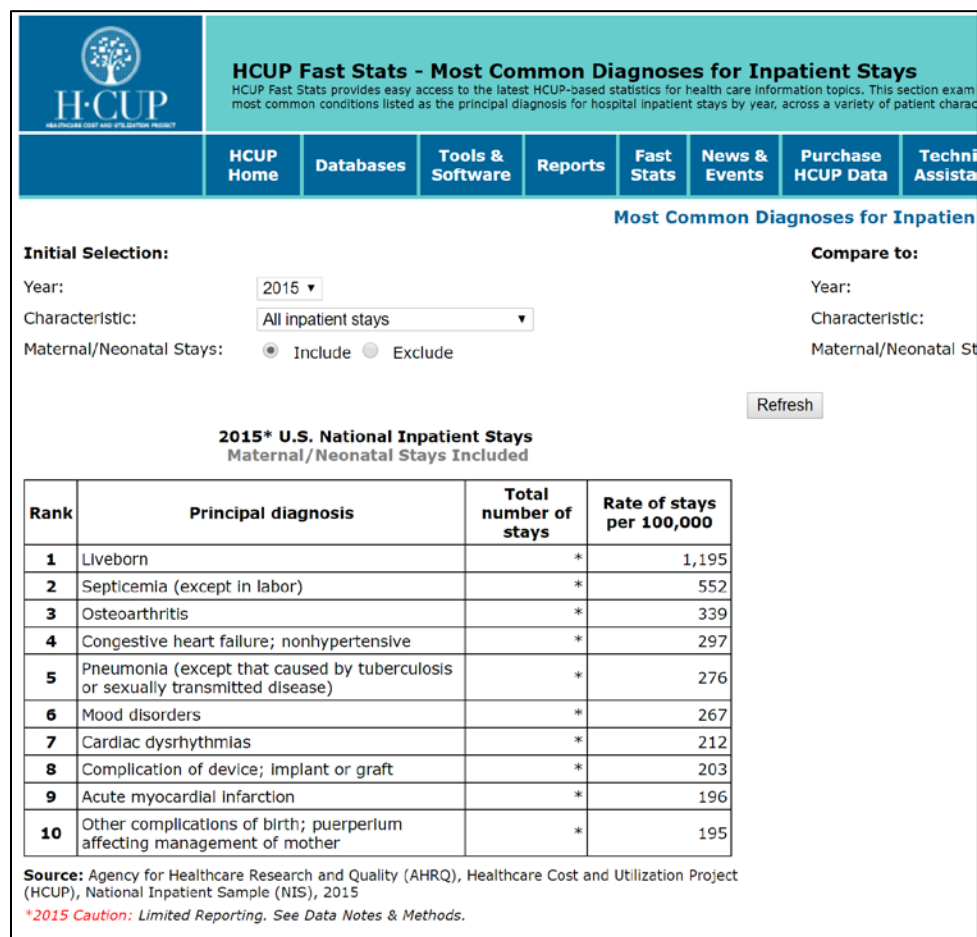 H·CUP
HEALTHCARE COST AND UTILIZATION PROJECT
HCUP Fast Stats - Most Common Diagnoses for Inpatient Stays
HCUP Fast Stats provides easy access to the latest HCUP-based statistics for health care information topics. This section exam
most common conditions listed as the principal diagnosis for hospital inpatient stays by year, across a variety of patient charac
HCUP Home
Databases
Tools & Software
Reports
Fast Stats
News & Events
Purchase HCUP Data
Techni Assista
Most Common Diagnoses for Inpatien
Initial Selection:
Year: 2015
Characteristic: All inpatient stays
Maternal/Neonatal Stays: Include Exclude
Compare to:
Year:
Characteristic:
Maternal/Neonatal St
Refresh
2015* U.S. National Inpatient Stays
Maternal/Neonatal Stays Included
Rank Principal diagnosis Total number of stays Rate of stays per 100,000
1 Liveborn * 1,195
2 Septicemia (except in labor) * 552
3 Osteoarthritis * 339
4 Congestive heart failure; nonhypertensive * 297
5 Pneumonia (except that caused by tuberculosis
or sexually transmitted disease) * 276
6 Mood disorders * 267
7 Cardiac dysrhythmias * 212
8 Complication of device; implant or graft * 203
9 Acute myocardial infarction * 196
10 Other complications of birth; puerperium
affecting management of mother * 195
Source: Agency for Healthcare Research and Quality (AHRQ), Healthcare Cost and Utilization Project
(HCUP), National Inpatient Sample (NIS), 2015
*2015 Caution: Limited Reporting. See Data Notes & Methods.